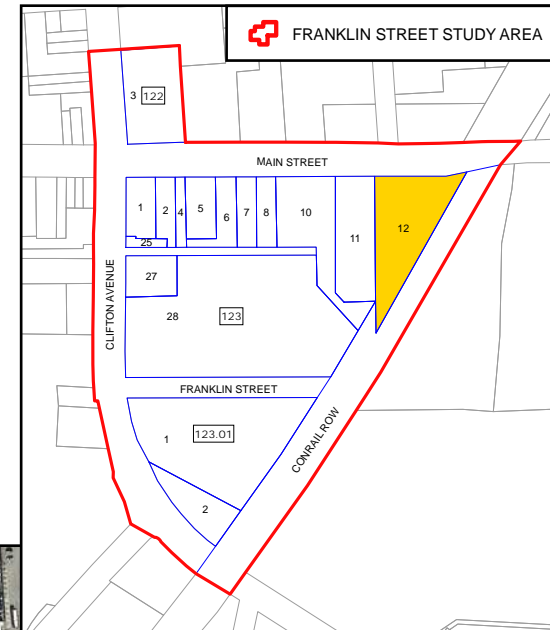 FRANKLIN STREET STUDY AREA
3 122
MAIN STREET
1 2 4 5 6 7 8 10 11 12
25
27
28 123
CLIFTON AVENUE
FRANKLIN STREET
1 123.01
CONRAIL ROW
2